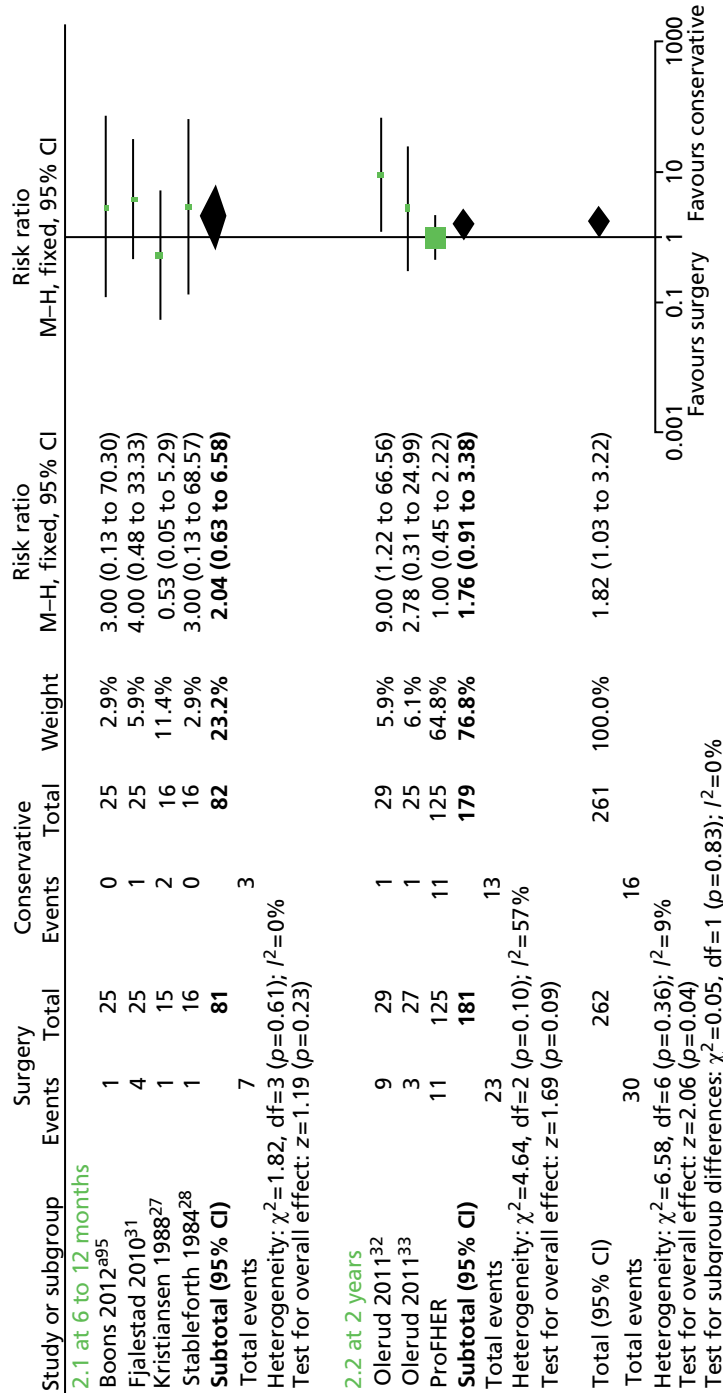 Surgery Conservative Risk ratio Risk ratio
Study or subgroup Events Total Events Total Weight M–H, fixed, 95% CI M–H, fixed, 95% CI
2.1 at 6 to 12 months
Boons 2012a95 1 25 0 25 2.9% 3.00 (0.13 to 70.30)
Fjalestad 201031 4 25 1 25 5.9% 4.00 (0.48 to 33.33)
Kristiansen 198827 1 15 2 16 11.4% 0.53 (0.05 to 5.29)
Stableforth 198428 1 16 0 16 2.9% 3.00 (0.13 to 68.57)
Subtotal (95% CI) 81 82 23.2% 2.04 (0.63 to 6.58)
Total events 7 3
Heterogeneity: χ2=1.82, df=3 (p=0.61); I2=0%
Test for overall effect: z=1.19 (p=0.23)
2.2 at 2 years
Olerud 201132 9 29 1 29 5.9% 9.00 (1.22 to 66.56)
Olerud 201133 3 27 1 25 6.1% 2.78 (0.31 to 24.99)
ProFHER 11 125 11 125 64.8% 1.00 (0.45 to 2.22)
Subtotal (95% CI) 181 179 76.8% 1.76 (0.91 to 3.38)
Total events 23 13
Heterogeneity: χ2=4.64, df=2 (p=0.10); I2=57%
Test for overall effect: z=1.69 (p=0.09)
Total (95% CI) 262 261 100.0% 1.82 (1.03 to 3.22)
Total events 30 16
Heterogeneity: χ2=6.58, df=6 (p=0.36); I2=9%
Test for overall effect: z=2.06 (p=0.04)
Test for subgroup differences: χ2=0.05, df=1 (p=0.83); I2=0%
0.001 0.1 1 10 1000
Favours surgery Favours conservative